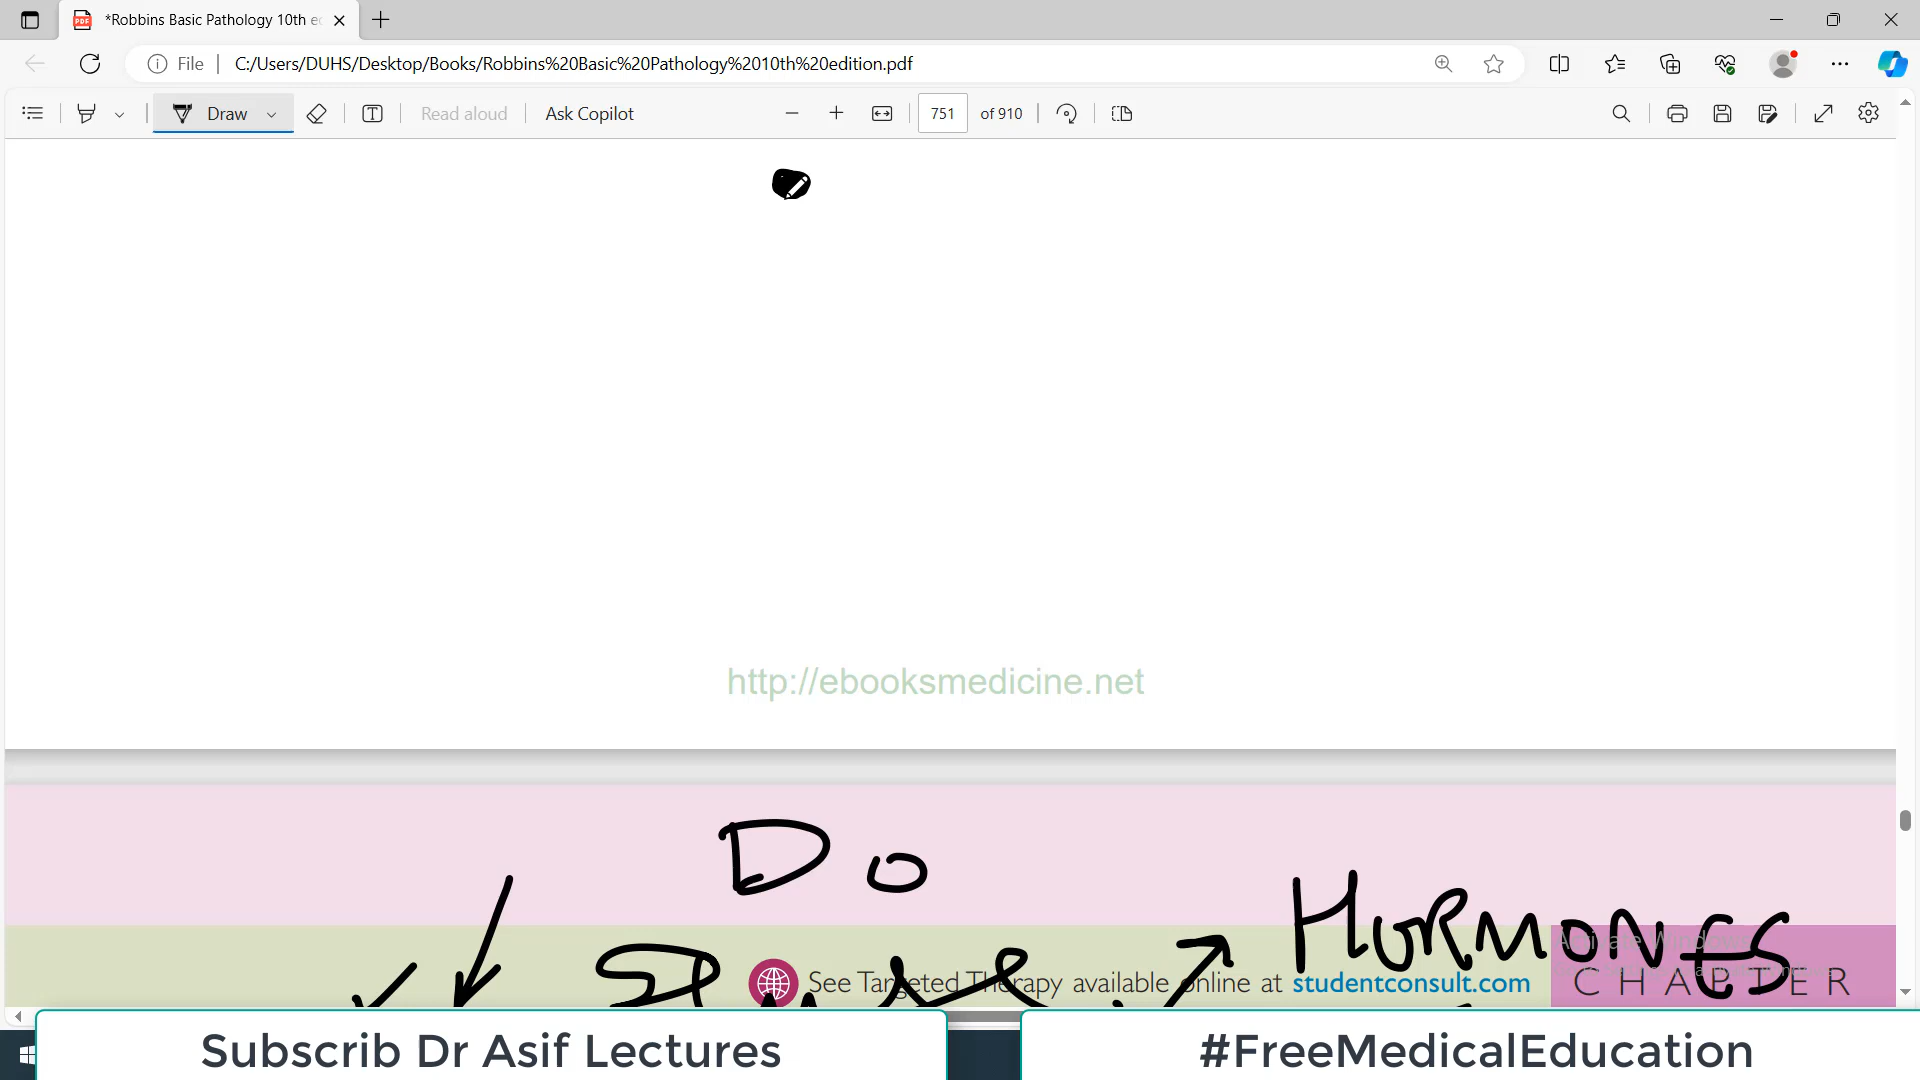 *Robbins Basic Pathology 10th e
File
C:/Users/DUHS/Desktop/Books/Robbins%20Basic%20Pathology%2010th%20edition.pdf
Draw
Read aloud
Ask Copilot
751 of 910
http://ebooksmedicine.net
Do
HORMONES
Activate Windows
See Targeted Therapy available online at studentconsult.com
CHAPTER
Subscrib Dr Asif Lectures
#FreeMedicalEducation